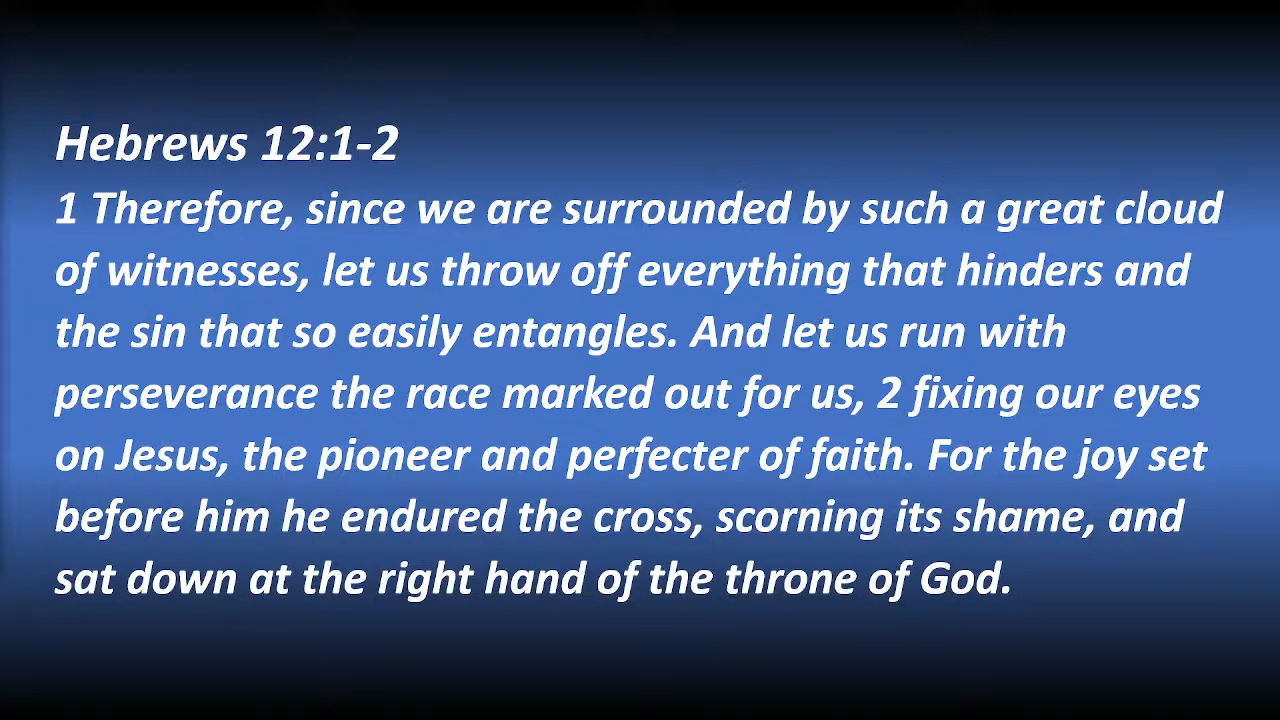 Hebrews 12:1-2
1 Therefore, since we are surrounded by such a great cloud
of witnesses, let us throw off everything that hinders and
the sin that so easily entangles. And let us run with
perseverance the race marked out for us, 2 fixing our eyes
on Jesus, the pioneer and perfecter of faith. For the joy set
before him he endured the cross, scorning its shame, and
sat down at the right hand of the throne of God.